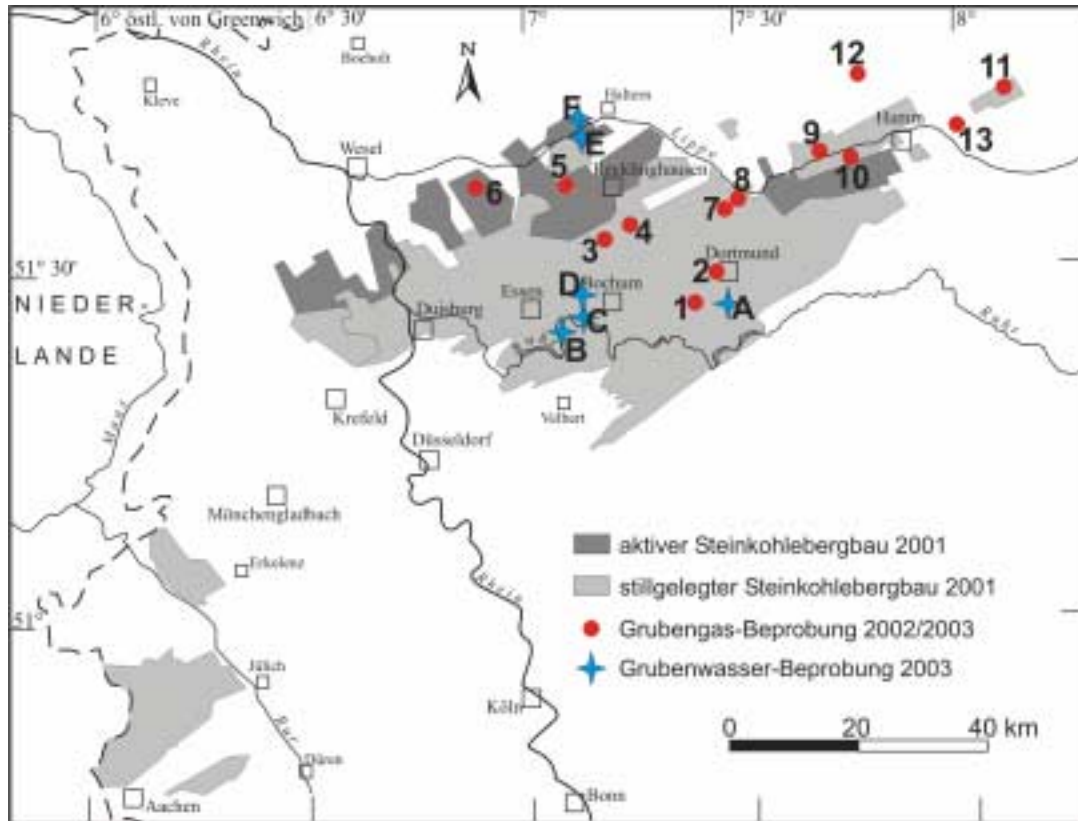 6° östl. von Greenwich
6° 30'
7°
7° 30'
8°
Rhein
Bocholt
N
Kleve
12
11
F
Haltern
E
Lippe
Hamm
13
Wesel
9
10
5
Recklinghausen
6
8
7
4
3
51° 30'
NIEDER-
LANDE
Dortmund
2
D
Bochum
Essen
1
A
Duisburg
C
B
Ruhr
Maas
Krefeld
Velbert
Düsseldorf
Mönchengladbach
Erkelenz
aktiver Steinkohlebergbau 2001
stillgelegter Steinkohlebergbau 2001
Rhein
51°
Grubengas-Beprobung 2002/2003
Grubenwasser-Beprobung 2003
Jülich
Köln
Rur
0 20 40 km
Düren
Aachen
Bonn